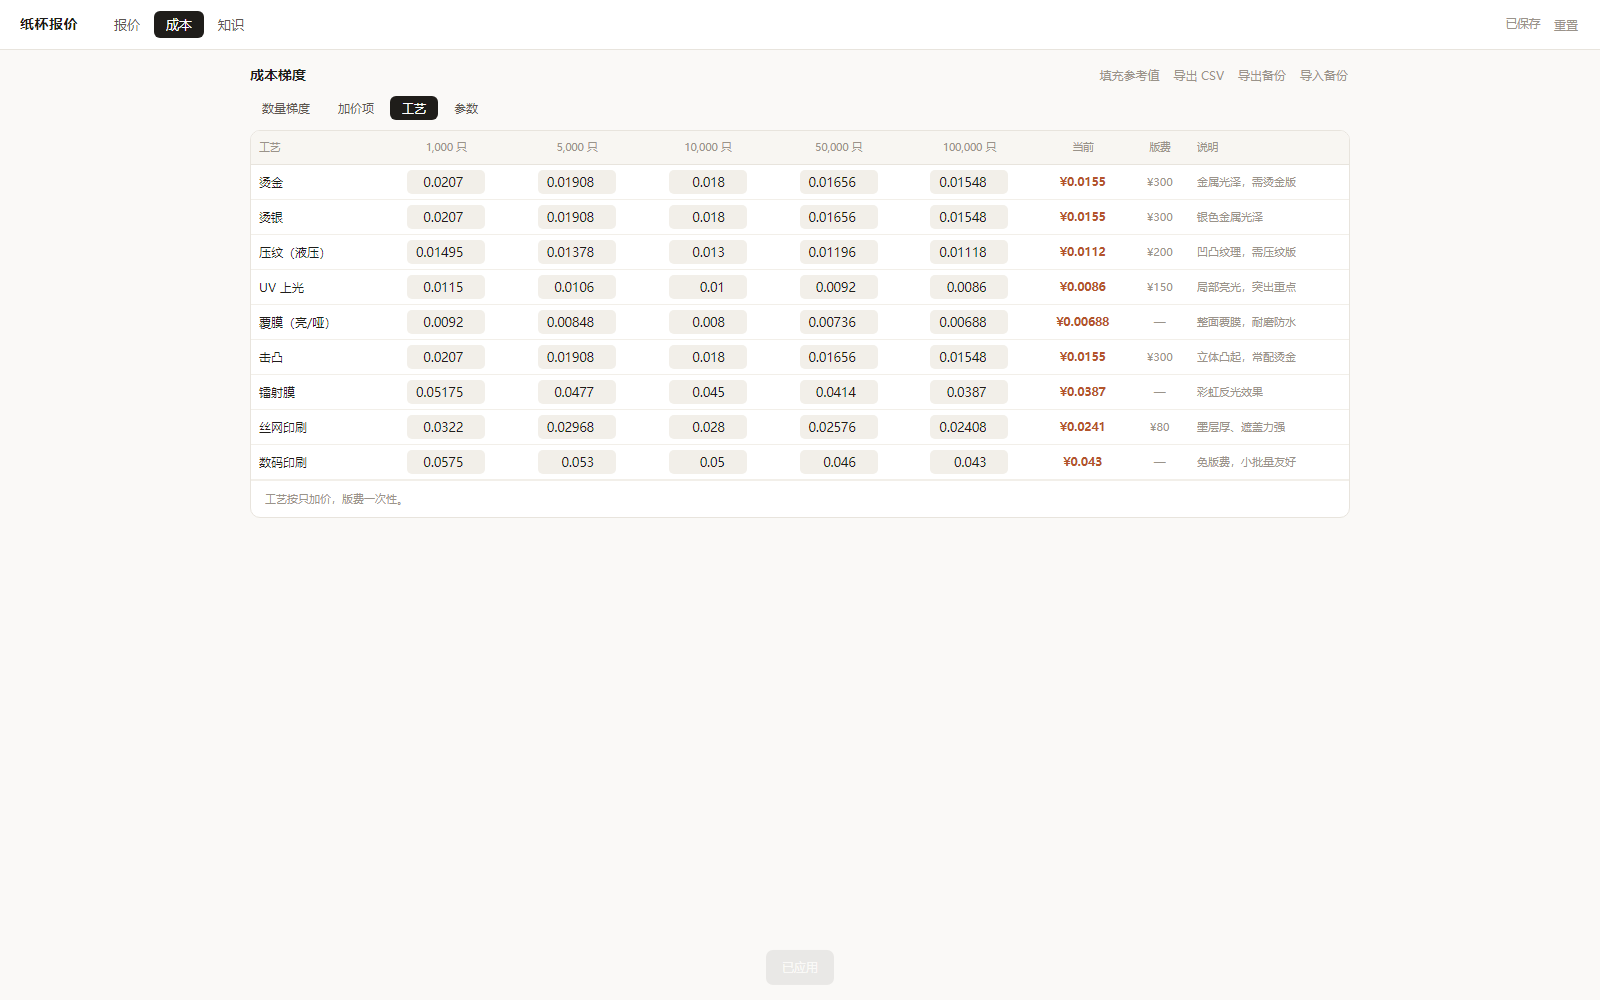 纸杯报价 报价 成本 知识 已保存 重置
成本梯度 填充参考值 导出 CSV 导出备份 导入备份
数量梯度 加价项 工艺 参数
工艺 1,000 只 5,000 只 10,000 只 50,000 只 100,000 只 当前 版费 说明
烫金 0.0207 0.01908 0.018 0.01656 0.01548 ¥0.0155 ¥300 金属光泽，需烫金版
烫银 0.0207 0.01908 0.018 0.01656 0.01548 ¥0.0155 ¥300 银色金属光泽
压纹（液压） 0.01495 0.01378 0.013 0.01196 0.01118 ¥0.0112 ¥200 凹凸纹理，需压纹版
UV 上光 0.0115 0.0106 0.01 0.0092 0.0086 ¥0.0086 ¥150 局部亮光，突出重点
覆膜（亮/哑） 0.0092 0.00848 0.008 0.00736 0.00688 ¥0.00688 — 整面覆膜，耐磨防水
击凸 0.0207 0.01908 0.018 0.01656 0.01548 ¥0.0155 ¥300 立体凸起，常配烫金
镭射膜 0.05175 0.0477 0.045 0.0414 0.0387 ¥0.0387 — 彩虹反光效果
丝网印刷 0.0322 0.02968 0.028 0.02576 0.02408 ¥0.0241 ¥80 墨层厚、遮盖力强
数码印刷 0.0575 0.053 0.05 0.046 0.043 ¥0.043 — 免版费，小批量友好
工艺按只加价，版费一次性。
已应用